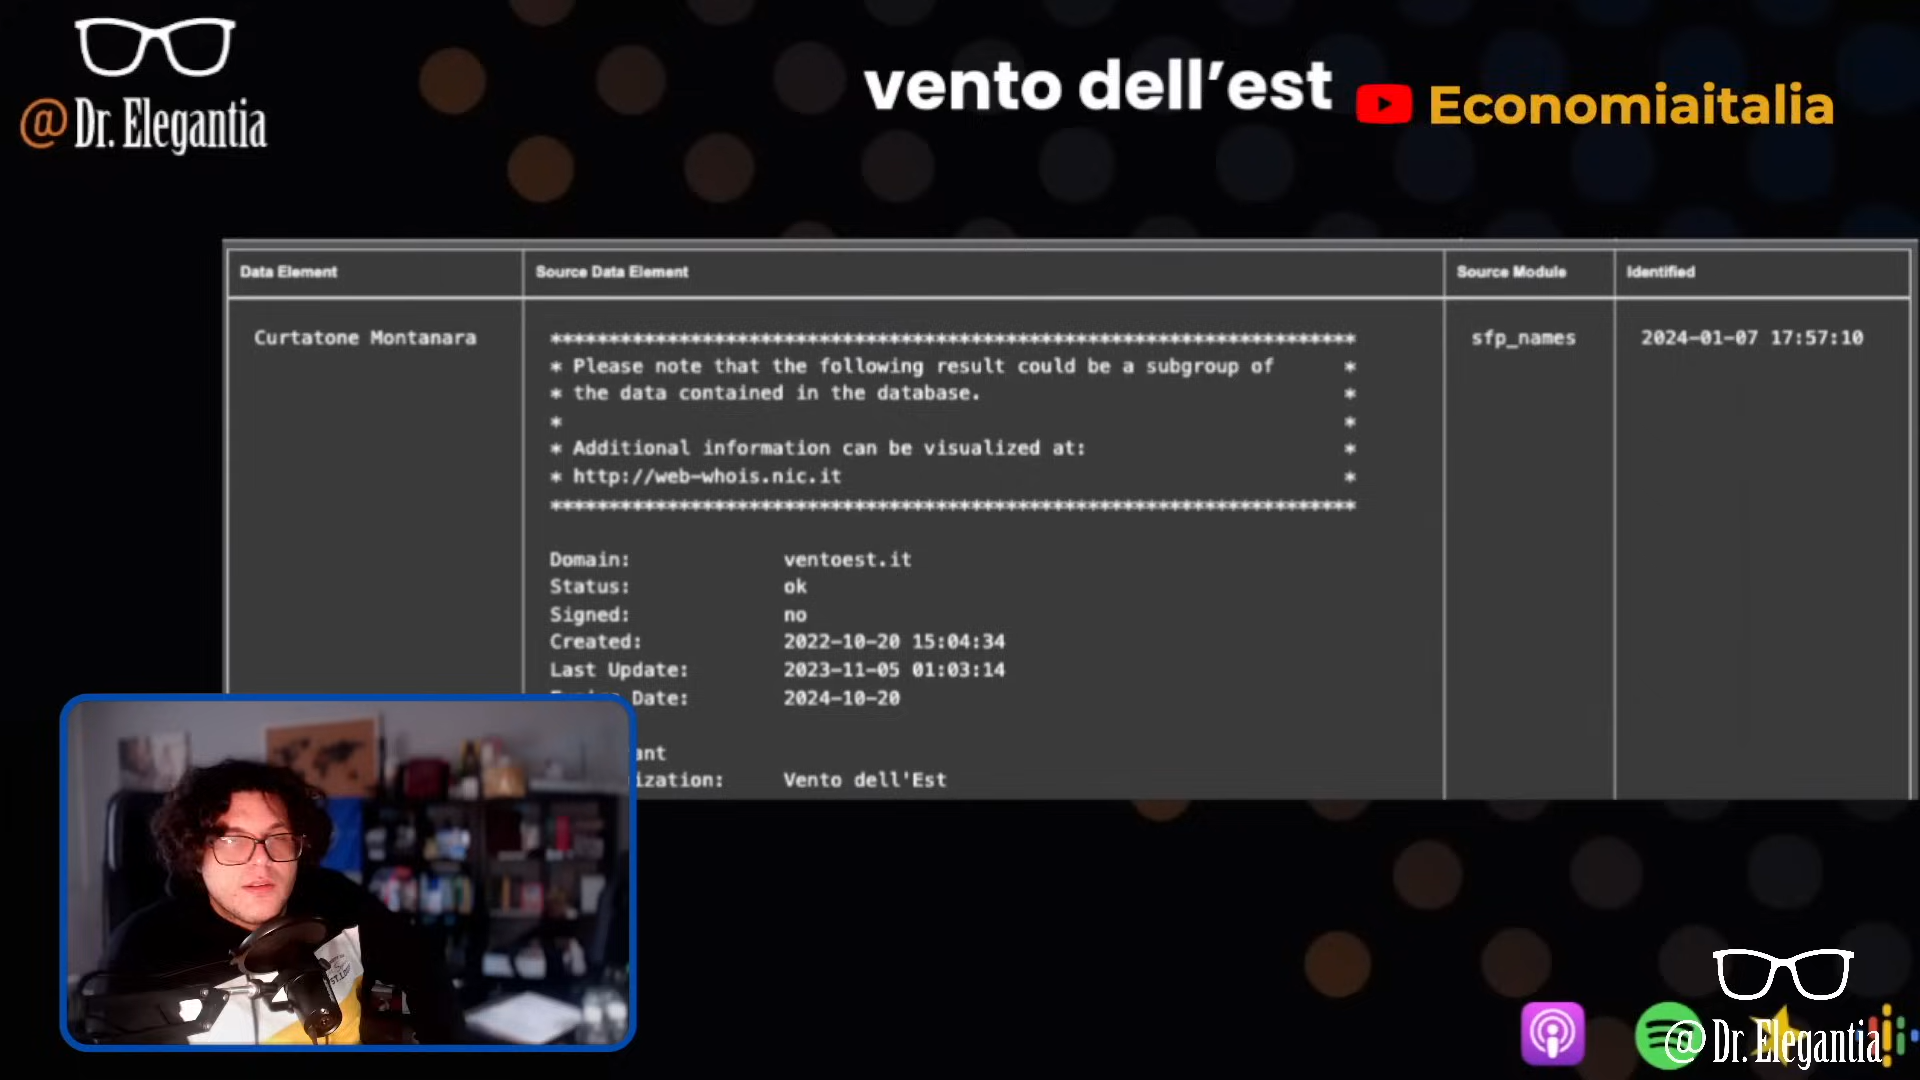 @ Dr. Elegantia
vento dell'est
Economiaitalia
Data Element
Source Data Element
Source Module
Identified
Curtatone Montanara
sfp_names
2024-01-07 17:57:10
*********************************************************************
* Please note that the following result could be a subgroup of *
* the data contained in the database. *
* *
* Additional information can be visualized at: *
* http://web-whois.nic.it *
*********************************************************************
Domain: ventoest.it
Status: ok
Signed: no
Created: 2022-10-20 15:04:34
Last Update: 2023-11-05 01:03:14
Date: 2024-10-20
ant
ization: Vento dell'Est
@ Dr. Elegantia